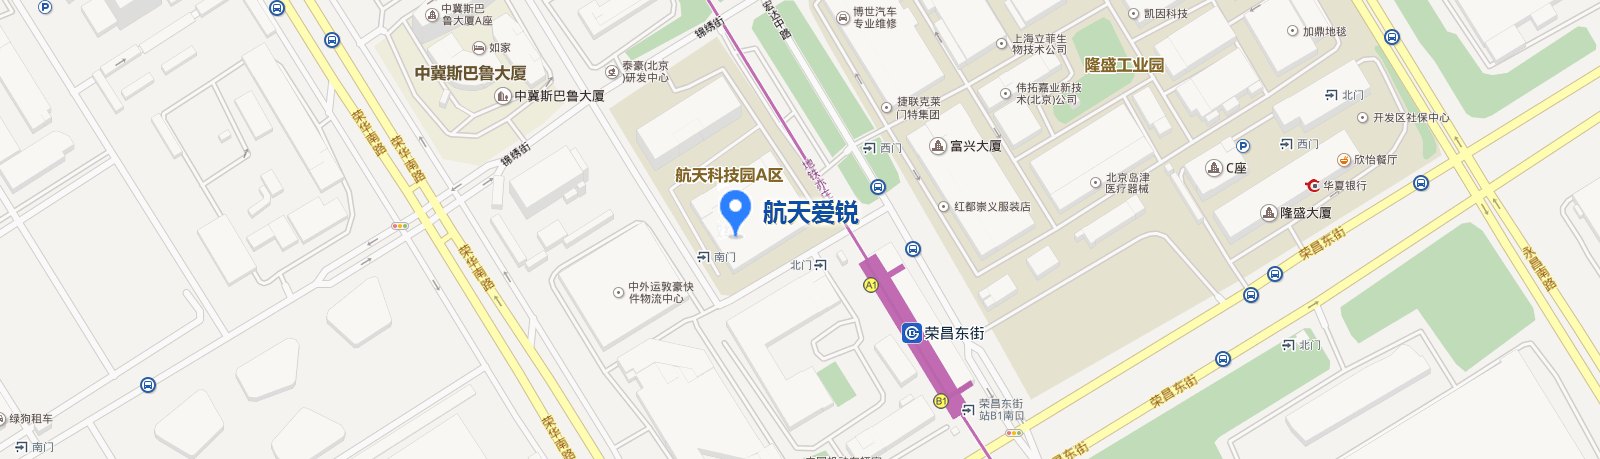 P
中冀斯巴
鲁大厦A座
如家
中冀斯巴鲁大厦
中冀斯巴鲁大厦
荣华南路
荣华南路
锦绣街
锦绣街
泰豪(北京
)研发中心
宏达中路
博世汽车
专业维修
凯因科技
上海立菲生
物技术公司
加鼎地毯
隆盛工业园
伟拓嘉业新技
术(北京)公司
捷联克莱
门特集团
北门
开发区社保中心
富兴大厦
西门
西门
P
欣怡餐厅
C座
华夏银行
北京岛津
医疗器械
红都崇义服装店
隆盛大厦
航天科技园A区
地铁亦庄
航天爱锐
荣昌东街
永昌南路
荣华南路
南门
北门
中外运敦豪快
件物流中心
A1
荣昌东街
北门
荣昌东街
B1
荣昌东街
站B1南口
绿狗租车
南门
荣华南路
荣昌东街